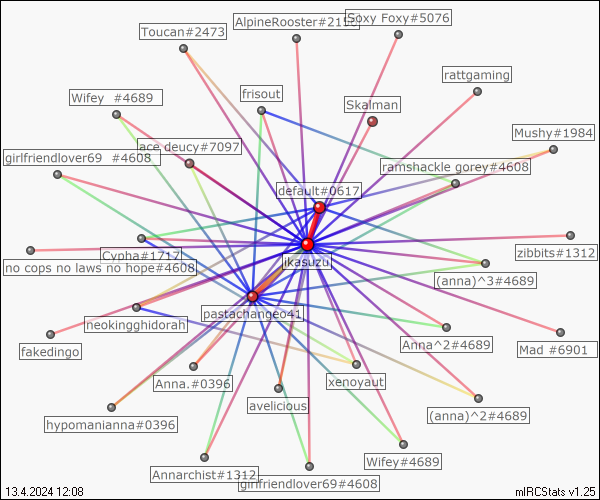 Soxy Foxy#5076
AlpineRooster#21
Toucan#2473
rattgaming
frisout
Wifey #4689
Skalman
Mushy#1984
ace deucy#7097
girlfriendlover69 #4608
ramshackle gorey#4608
default#0617
zibbits#1312
Cypha#1717
jikasuzu
no cops no laws no hope#4608
(anna)^3#4689
pastachangeo41
neokingghidorah
Anna^2#4689
fakedingo
Mad #6901
Anna.#0396
xenoyaut
avelicious
(anna)^2#4689
hypomanianna#0396
Wifey#4689
Annarchist#1312
girlfriendlover69#4608
13.4.2024 12:08
mIRCStats v1.25